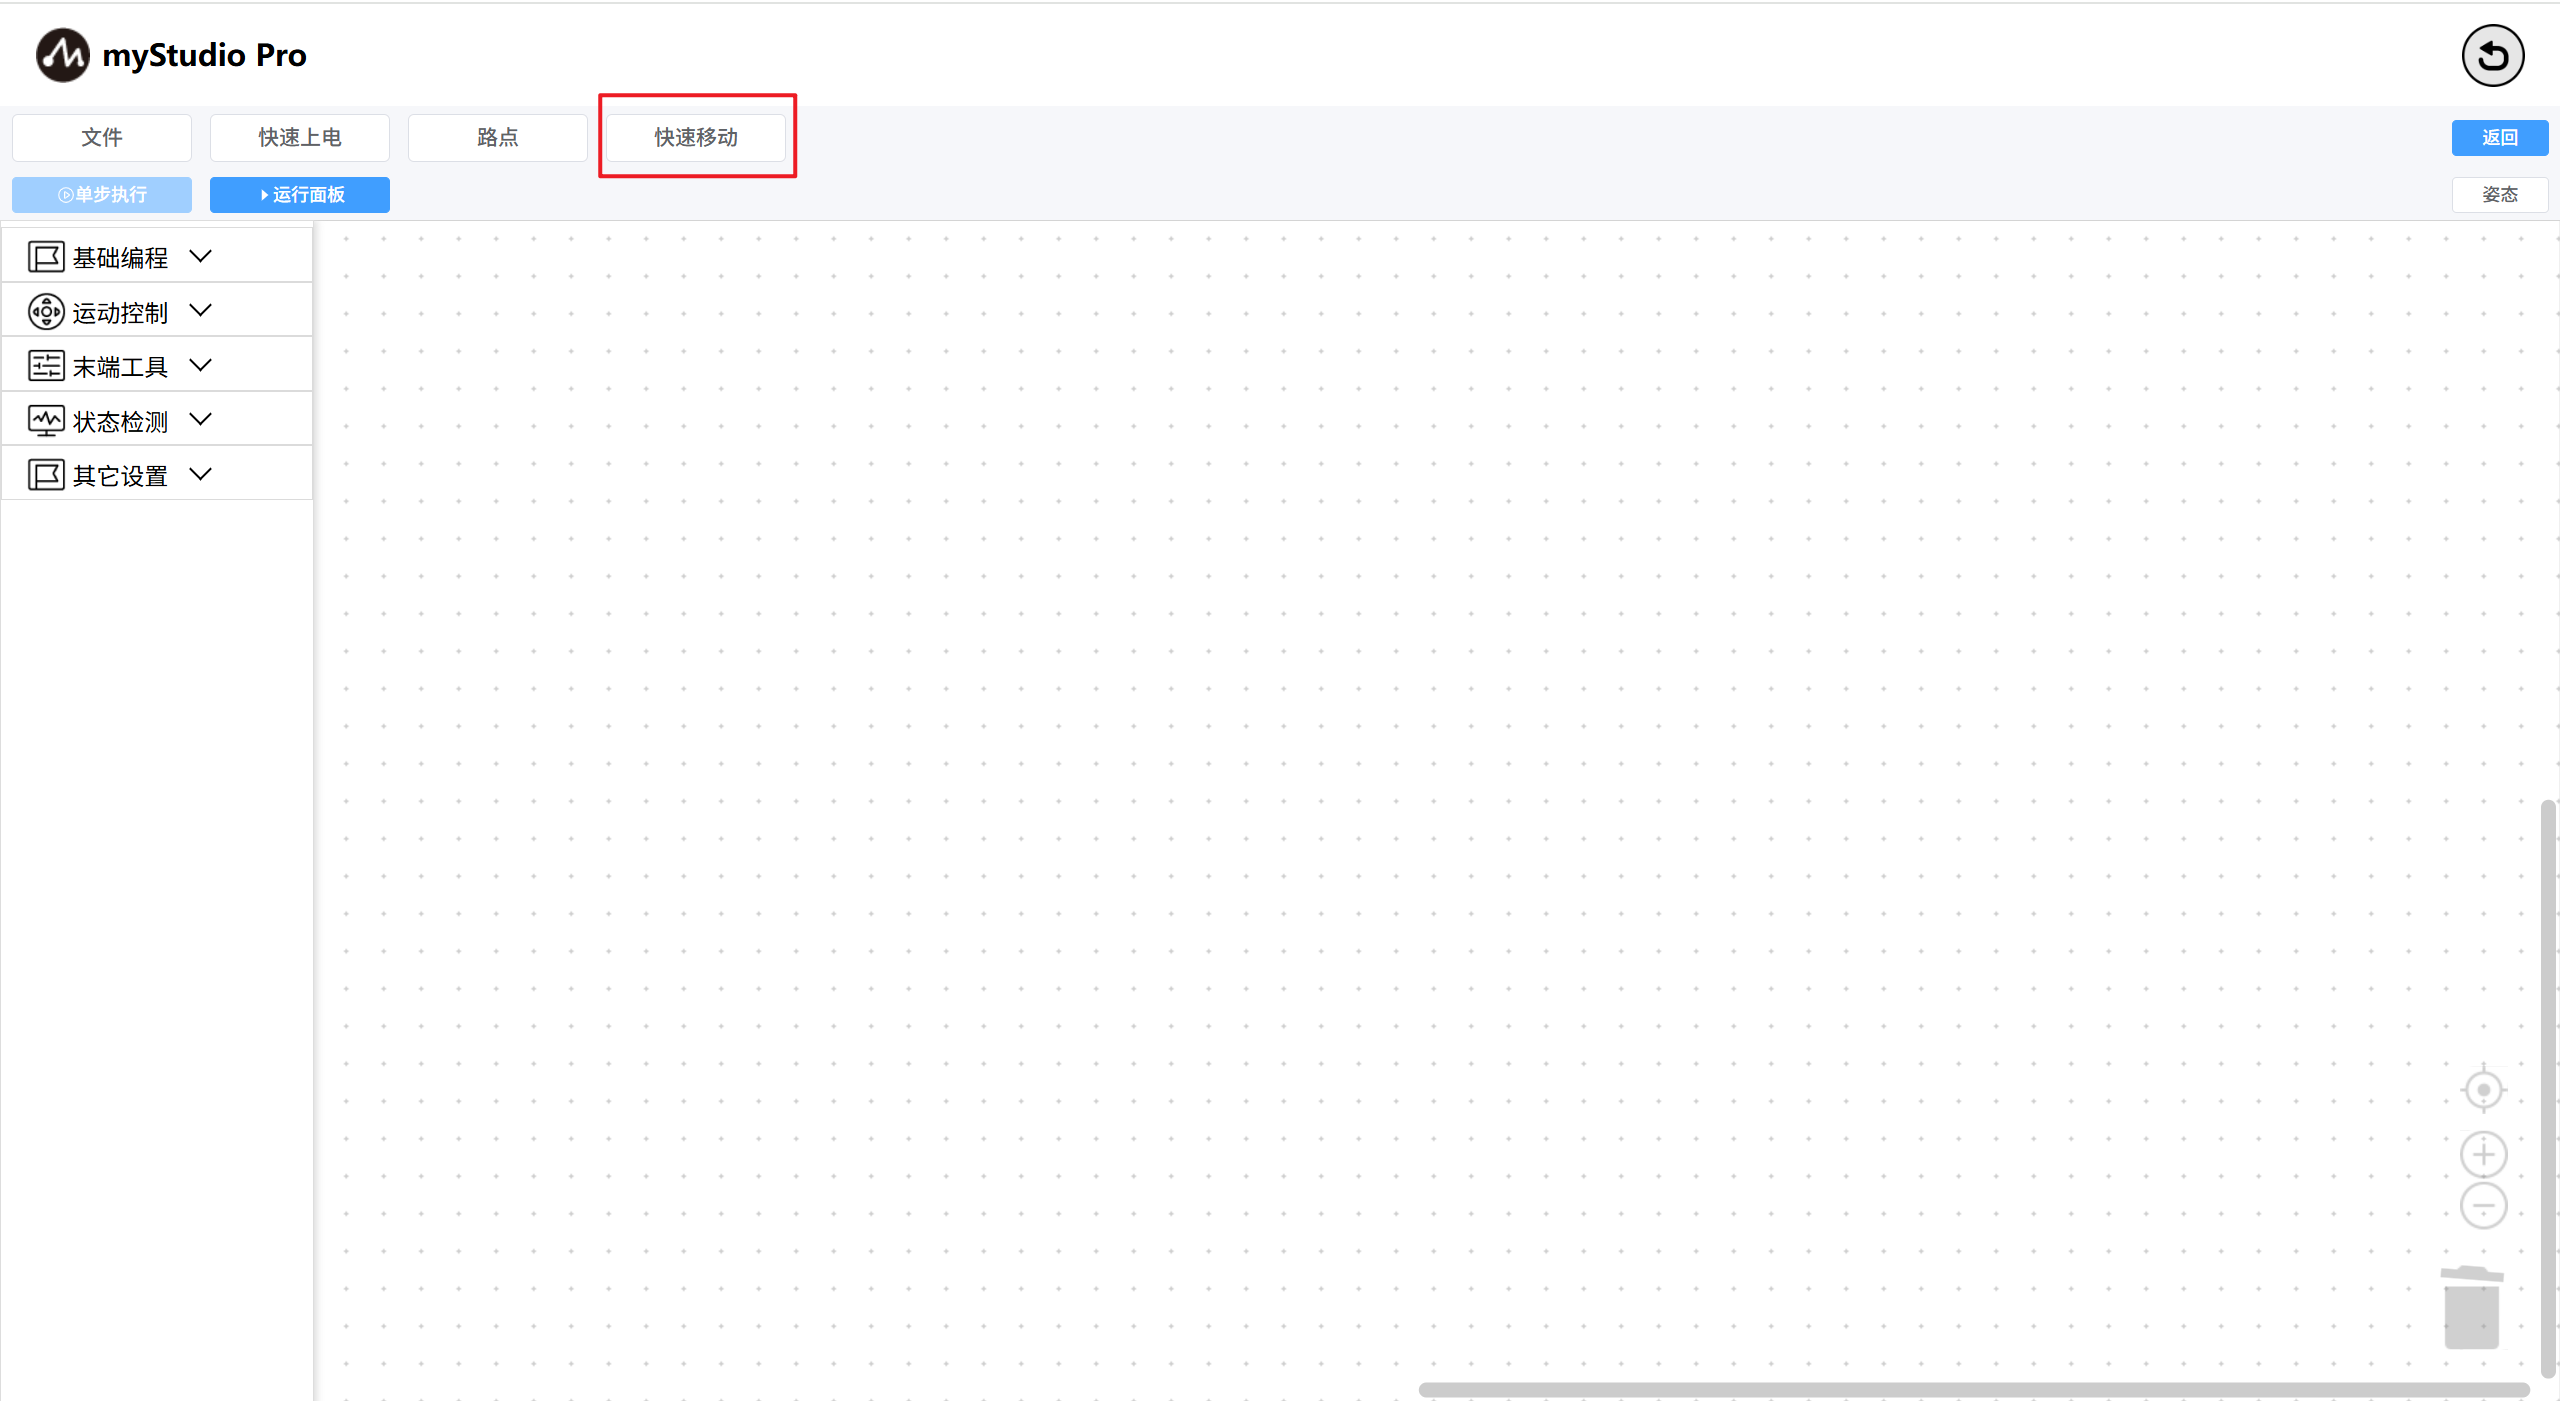 myStudio Pro
文件
快速上电
路点
快速移动
返回
单步执行
运行面板
姿态
基础编程
运动控制
末端工具
状态检测
其它设置